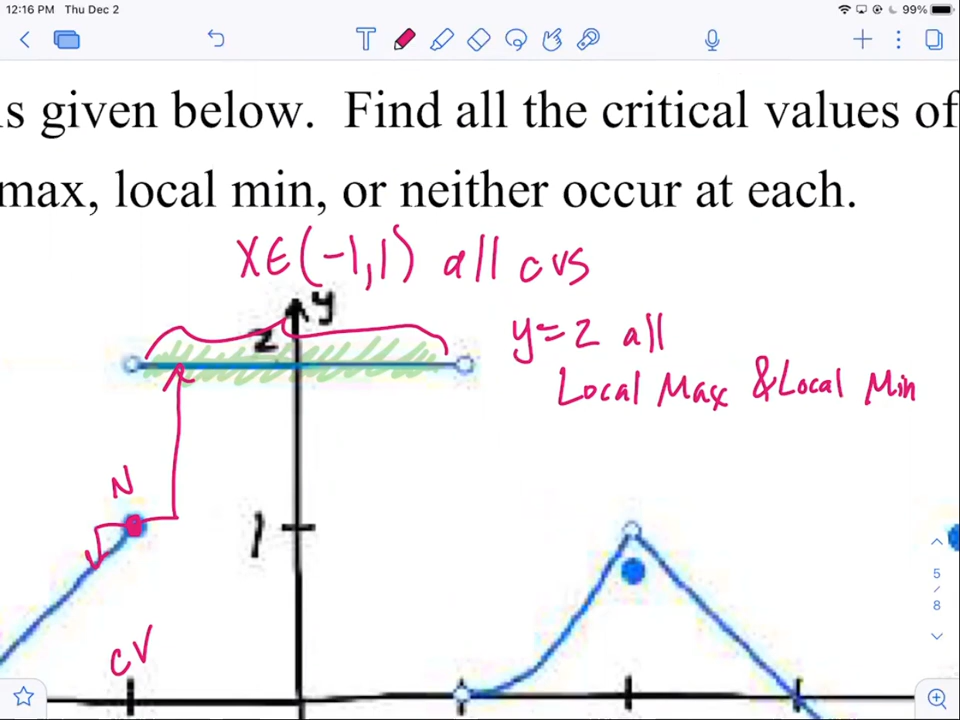 12:16 PM Thu Dec 2
99%
is given below. Find all the critical values of
max, local min, or neither occur at each.
X∈(-1,1) all cvs
y
2
y=2 all
Local Max & Local Min
N
1
CV
5
/
8